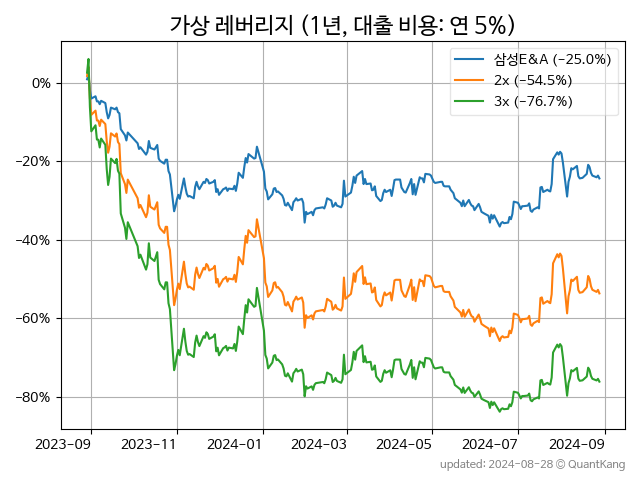 가상 레버리지 (1년, 대출 비용: 연 5%)
삼성E&A (−25.0%)
2x (−54.5%)
3x (−76.7%)
0%
−20%
−40%
−60%
−80%
2023-09 2023-11 2024-01 2024-03 2024-05 2024-07 2024-09
updated: 2024-08-28 © QuantKang